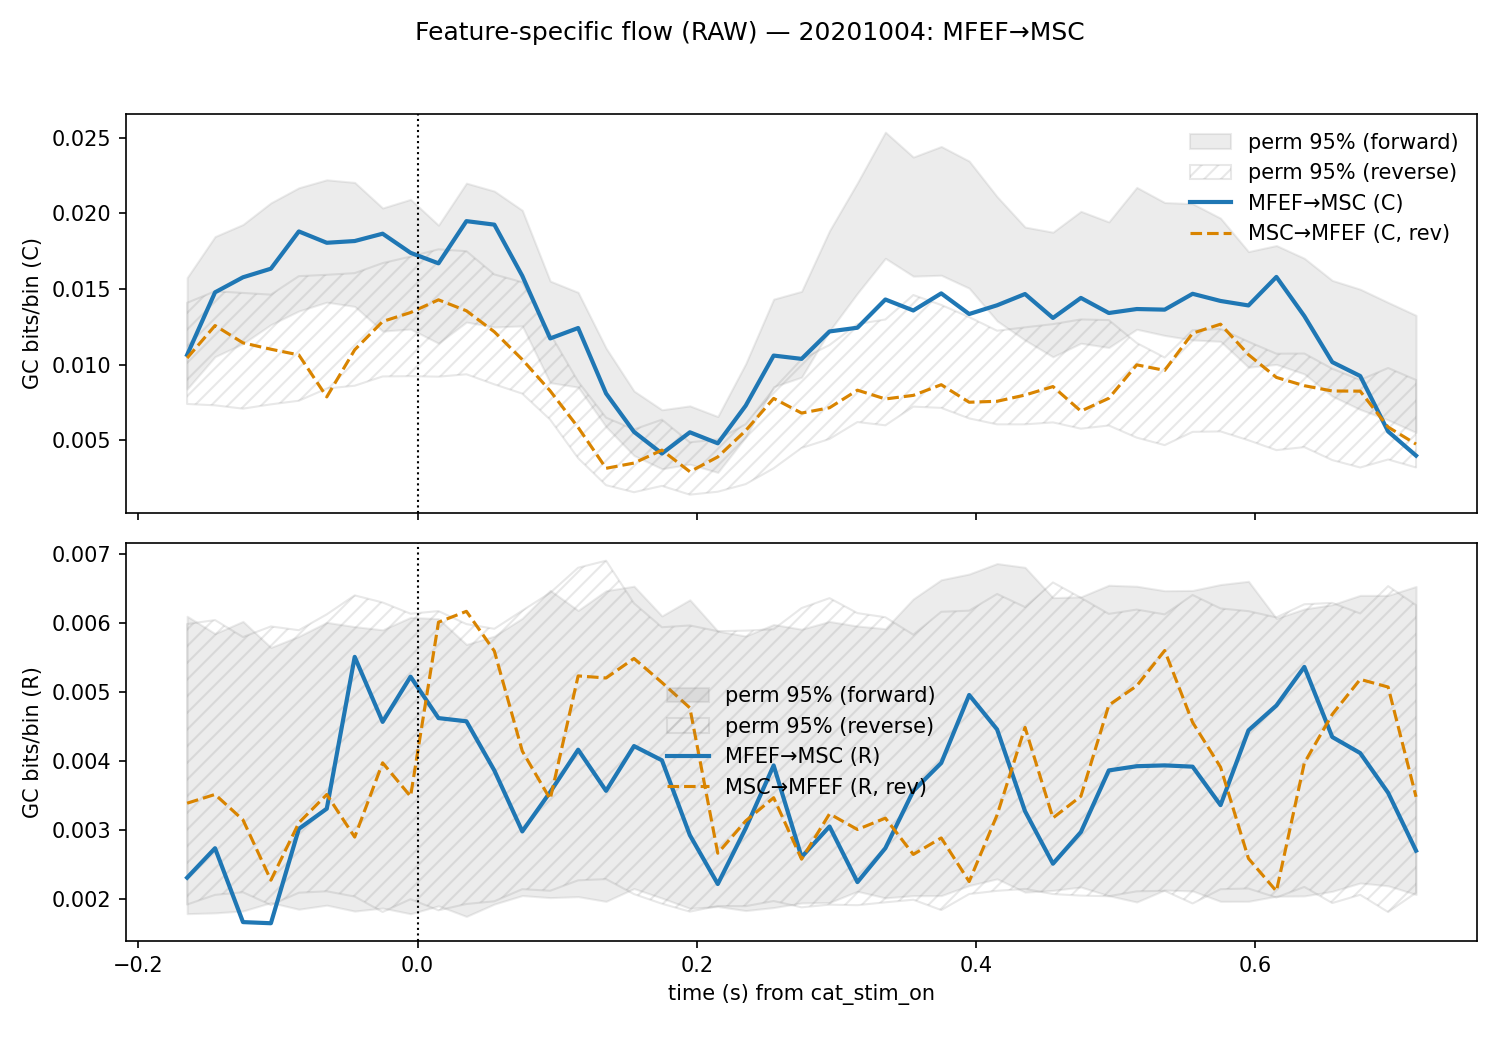 Feature-specific flow (RAW) — 20201004: MFEF→MSC
GC bits/bin (C)
0.025
0.020
0.015
0.010
0.005
perm 95% (forward)
perm 95% (reverse)
MFEF→MSC (C)
MSC→MFEF (C, rev)
GC bits/bin (R)
0.007
0.006
0.005
0.004
0.003
0.002
perm 95% (forward)
perm 95% (reverse)
MFEF→MSC (R)
MSC→MFEF (R, rev)
−0.2 0.0 0.2 0.4 0.6
time (s) from cat_stim_on